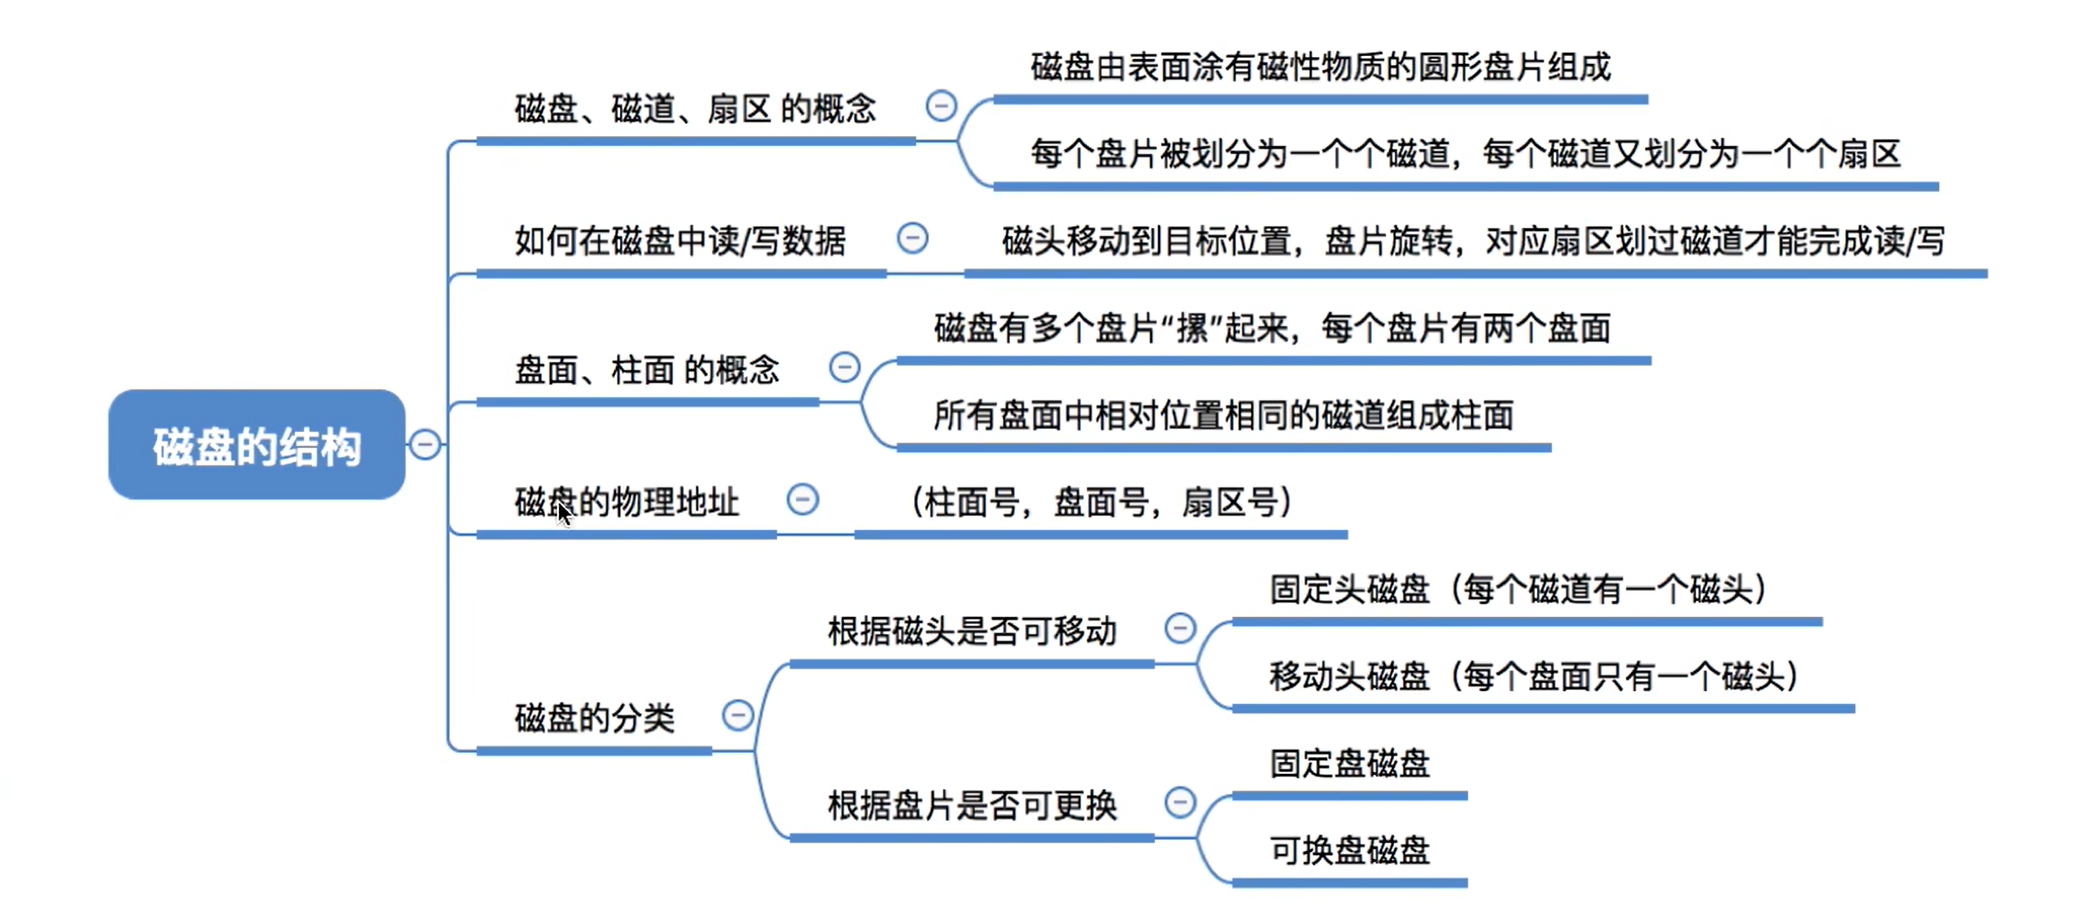 磁盘的结构
磁盘、磁道、扇区 的概念
磁盘由表面涂有磁性物质的圆形盘片组成
每个盘片被划分为一个个磁道，每个磁道又划分为一个个扇区
如何在磁盘中读/写数据
磁头移动到目标位置，盘片旋转，对应扇区划过磁道才能完成读/写
盘面、柱面 的概念
磁盘有多个盘片“摞”起来，每个盘片有两个盘面
所有盘面中相对位置相同的磁道组成柱面
磁盘的物理地址
（柱面号，盘面号，扇区号）
磁盘的分类
根据磁头是否可移动
固定头磁盘（每个磁道有一个磁头）
移动头磁盘（每个盘面只有一个磁头）
根据盘片是否可更换
固定盘磁盘
可换盘磁盘